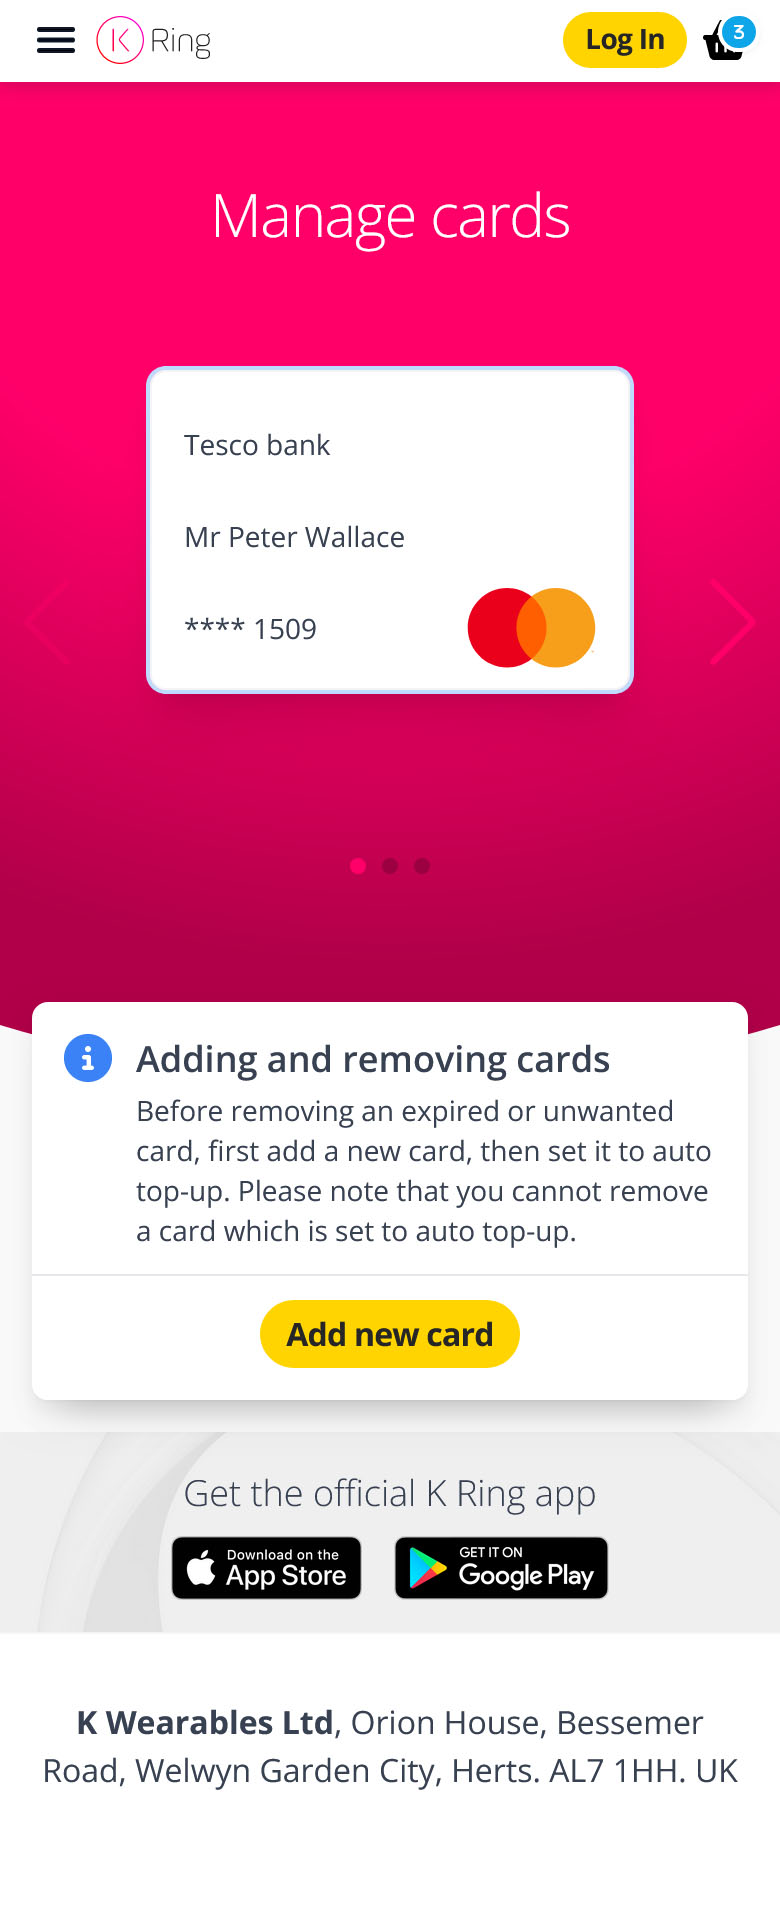 K Ring
Log In
3
Manage cards
Tesco bank
Mr Peter Wallace
**** 1509
Adding and removing cards
Before removing an expired or unwanted
card, first add a new card, then set it to auto
top-up. Please note that you cannot remove
a card which is set to auto top-up.
Add new card
Get the official K Ring app
Download on the
App Store
GET IT ON
Google Play
K Wearables Ltd, Orion House, Bessemer
Road, Welwyn Garden City, Herts. AL7 1HH. UK